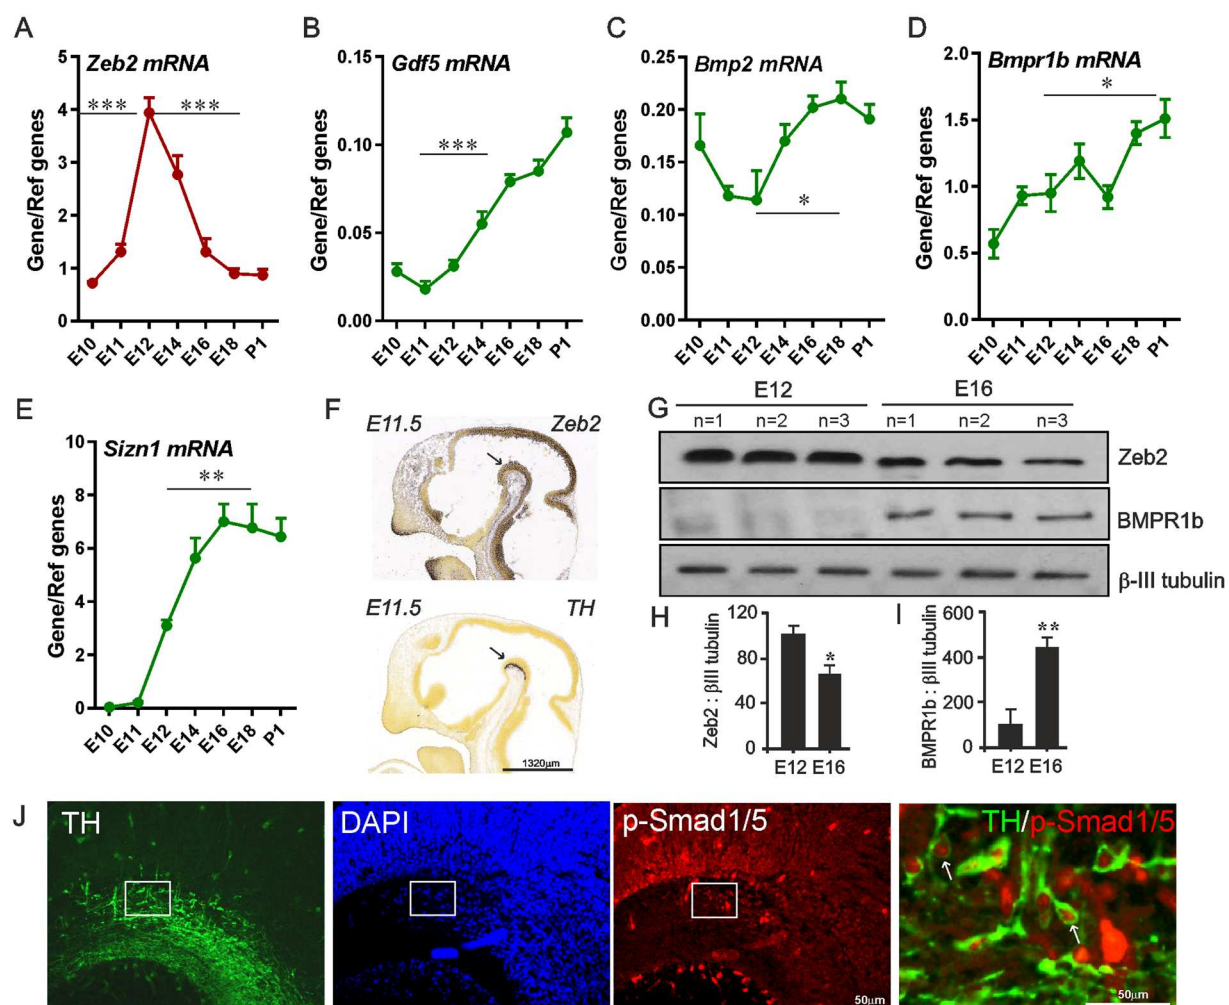 A
Zeb2 mRNA
Gene/Ref genes
5
4
3
2
1
0
***
***
E10
E11
E12
E14
E16
E18
P1
B
Gdf5 mRNA
Gene/Ref genes
0.15
0.10
0.05
0.00
***
E10
E11
E12
E14
E16
E18
P1
C
Bmp2 mRNA
Gene/Ref genes
0.25
0.20
0.15
0.10
0.05
0.00
*
E10
E11
E12
E14
E16
E18
P1
D
Bmpr1b mRNA
Gene/Ref genes
2.0
1.5
1.0
0.5
0.0
*
E10
E11
E12
E14
E16
E18
P1
E
Sizn1 mRNA
Gene/Ref genes
10
8
6
4
2
0
**
E10
E11
E12
E14
E16
E18
P1
F
E11.5 Zeb2
E11.5 TH
1320μm
G
E12 E16
n=1 n=2 n=3 n=1 n=2 n=3
Zeb2
BMPR1b
β-III tubulin
H
Zeb2 : βIII tubulin
120
80
40
0
*
E12 E16
I
BMPR1b : βIII tubulin
600
400
200
0
**
E12 E16
J
TH
DAPI
p-Smad1/5
50μm
TH/p-Smad1/5
50μm